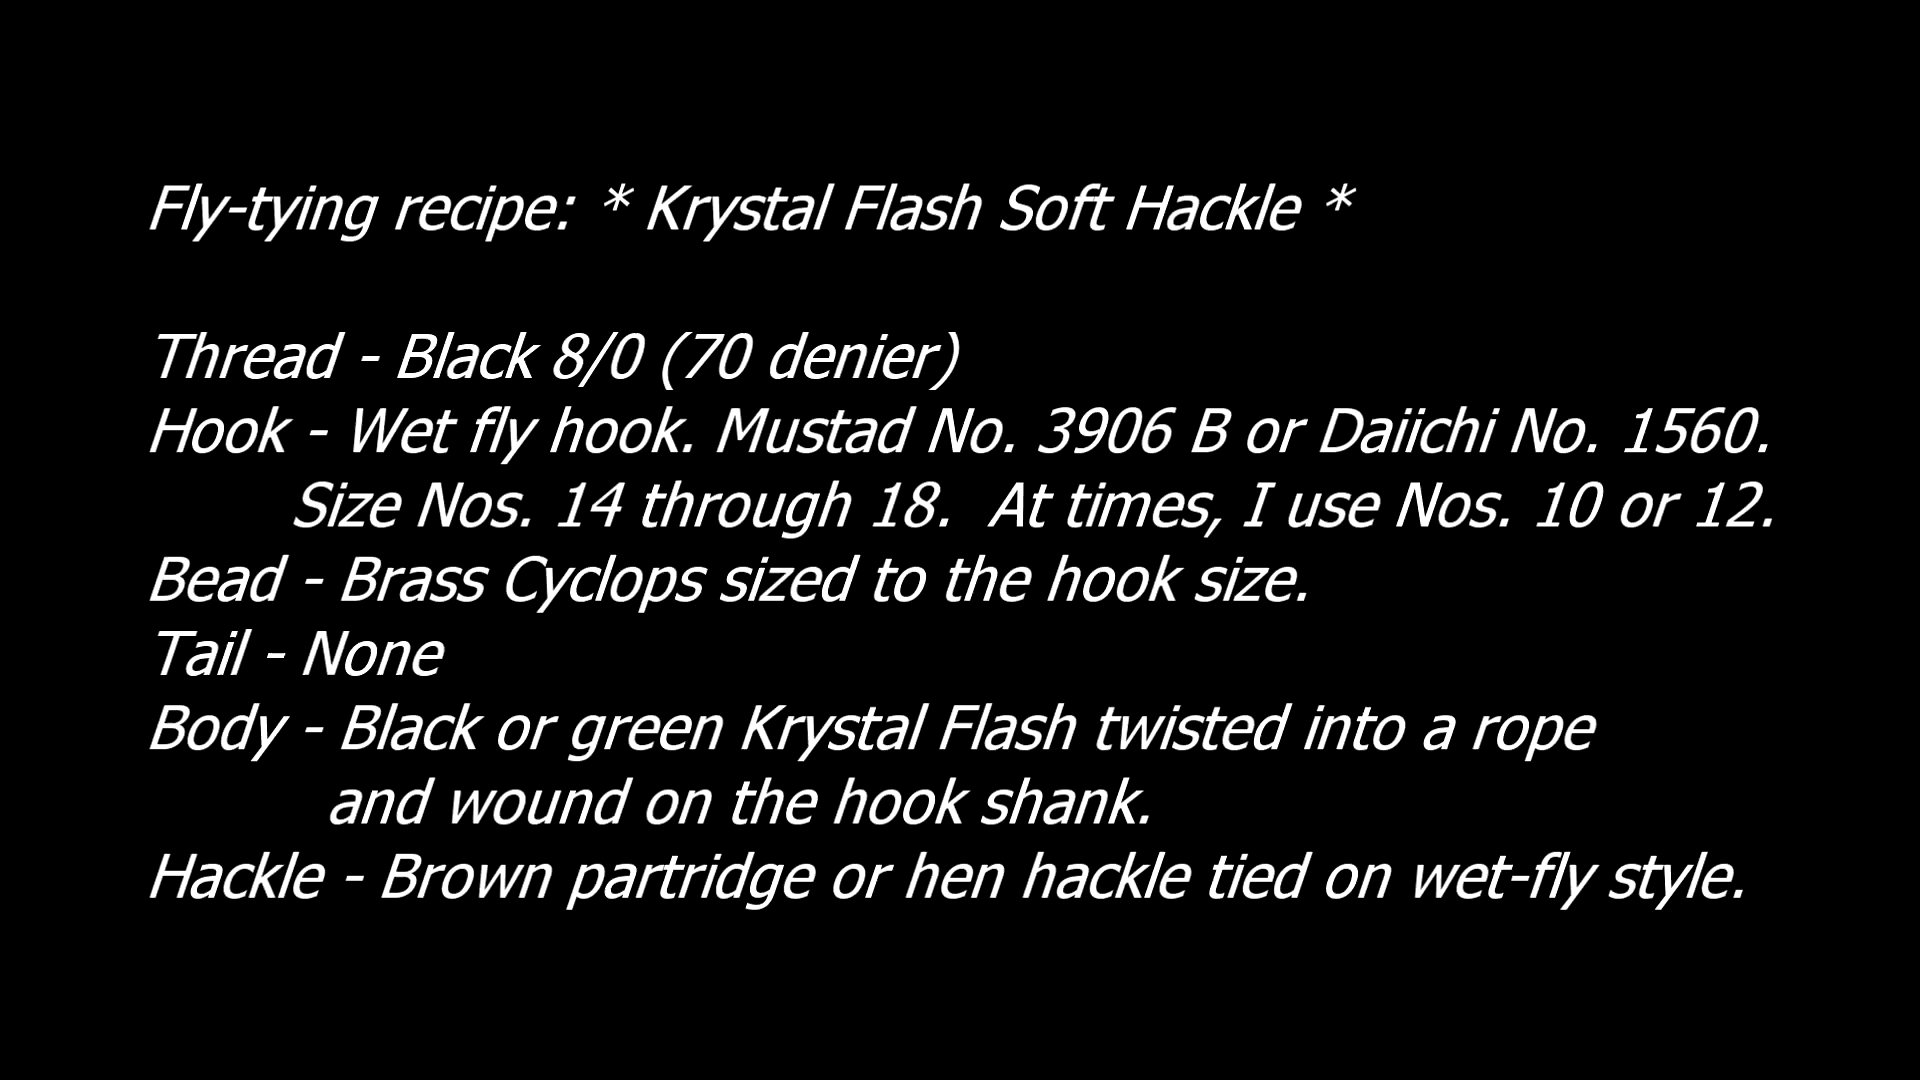 Fly-tying recipe: * Krystal Flash Soft Hackle *
Thread - Black 8/0 (70 denier)
Hook - Wet fly hook. Mustad No. 3906 B or Daiichi No. 1560.
Size Nos. 14 through 18. At times, I use Nos. 10 or 12.
Bead - Brass Cyclops sized to the hook size.
Tail - None
Body - Black or green Krystal Flash twisted into a rope
and wound on the hook shank.
Hackle - Brown partridge or hen hackle tied on wet-fly style.